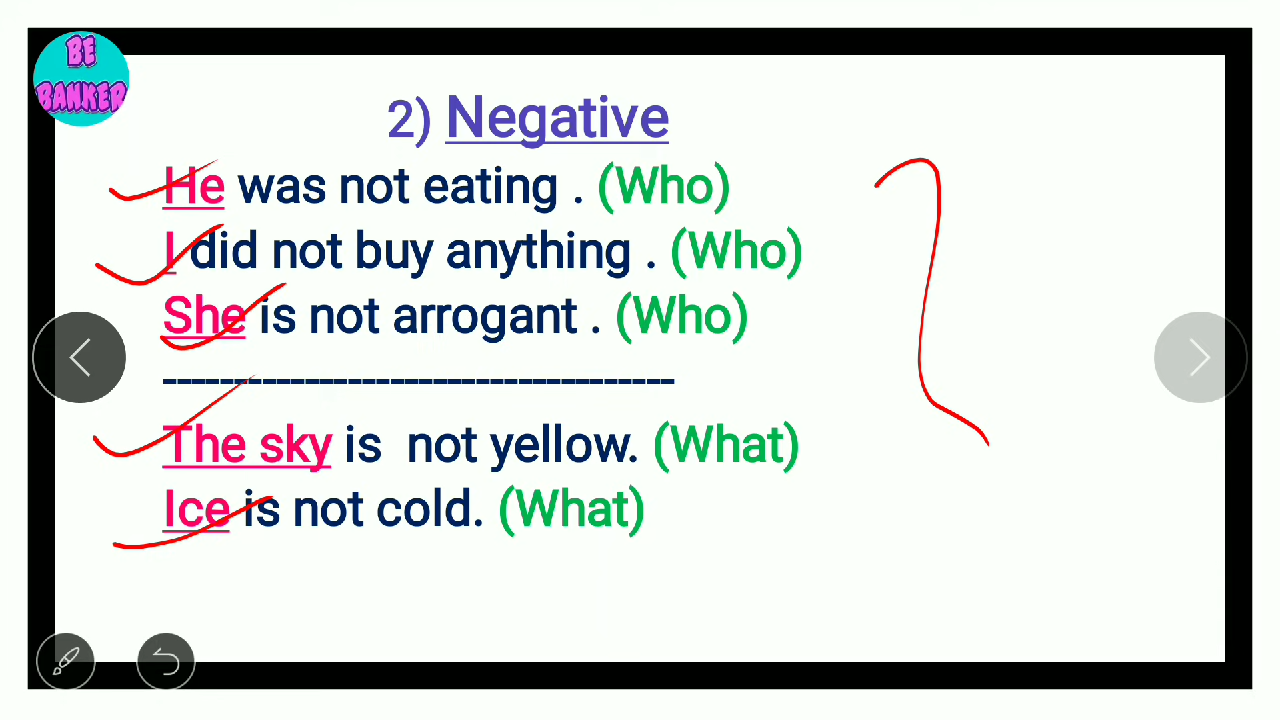 BE
BANKER
2) Negative
He was not eating . (Who)
I did not buy anything . (Who)
She is not arrogant . (Who)
------------------------------------
The sky is  not yellow. (What)
Ice is not cold. (What)